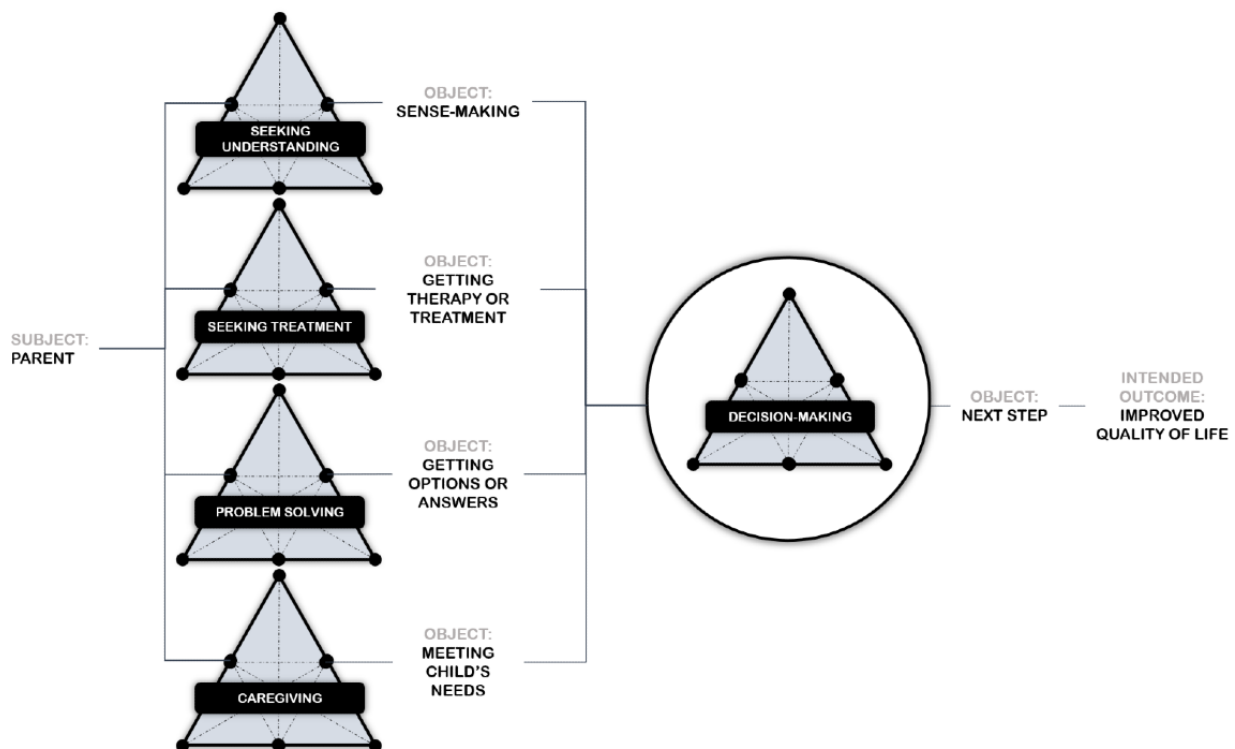 SUBJECT:
PARENT
SEEKING
UNDERSTANDING
OBJECT:
SENSE-MAKING
SEEKING TREATMENT
OBJECT:
GETTING
THERAPY OR
TREATMENT
PROBLEM SOLVING
OBJECT:
GETTING
OPTIONS OR
ANSWERS
CAREGIVING
OBJECT:
MEETING
CHILD'S
NEEDS
DECISION-MAKING
OBJECT:
NEXT STEP
INTENDED
OUTCOME:
IMPROVED
QUALITY OF LIFE